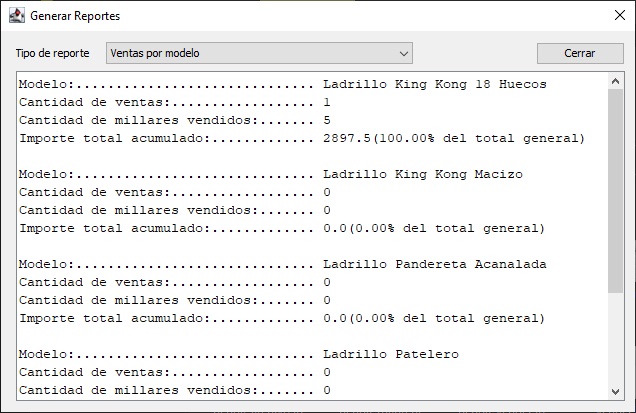 Generar Reportes
Tipo de reporte Ventas por modelo Cerrar
Modelo:.............................. Ladrillo King Kong 18 Huecos
Cantidad de ventas:.................. 1
Cantidad de millares vendidos:....... 5
Importe total acumulado:............. 2897.5(100.00% del total general)
Modelo:.............................. Ladrillo King Kong Macizo
Cantidad de ventas:.................. 0
Cantidad de millares vendidos:....... 0
Importe total acumulado:............. 0.0(0.00% del total general)
Modelo:.............................. Ladrillo Pandereta Acanalada
Cantidad de ventas:.................. 0
Cantidad de millares vendidos:....... 0
Importe total acumulado:............. 0.0(0.00% del total general)
Modelo:.............................. Ladrillo Patelero
Cantidad de ventas:.................. 0
Cantidad de millares vendidos:....... 0